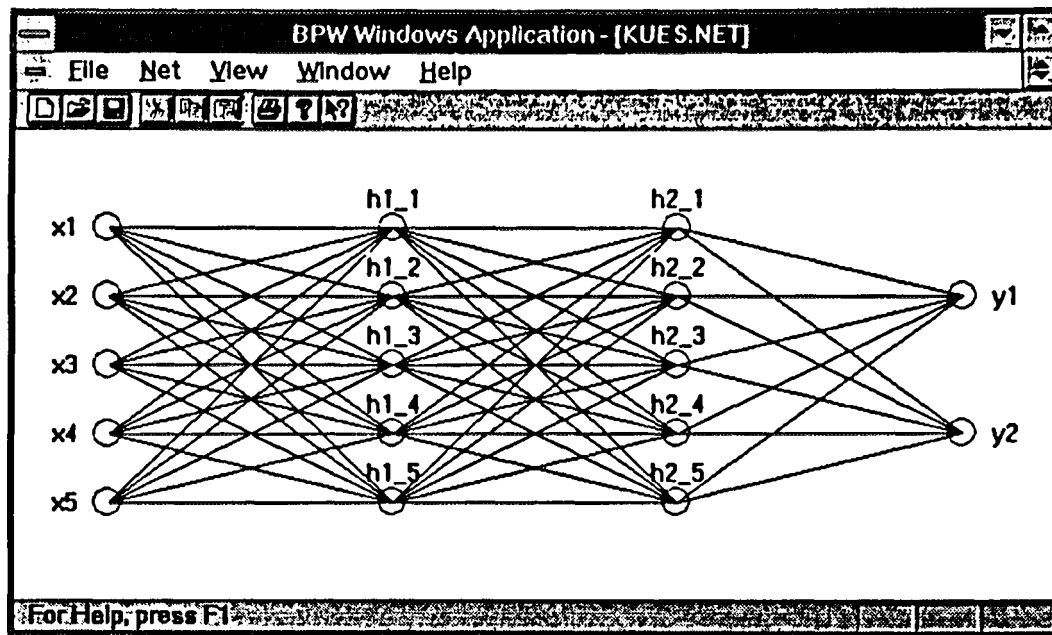 BPW Windows Application - [KUES.NET]
File Net View Window Help
h1_1 h2_1
x1
h1_2 h2_2
x2 y1
h1_3 h2_3
x3
h1_4 h2_4
x4 y2
h1_5 h2_5
x5
For Help, press F1